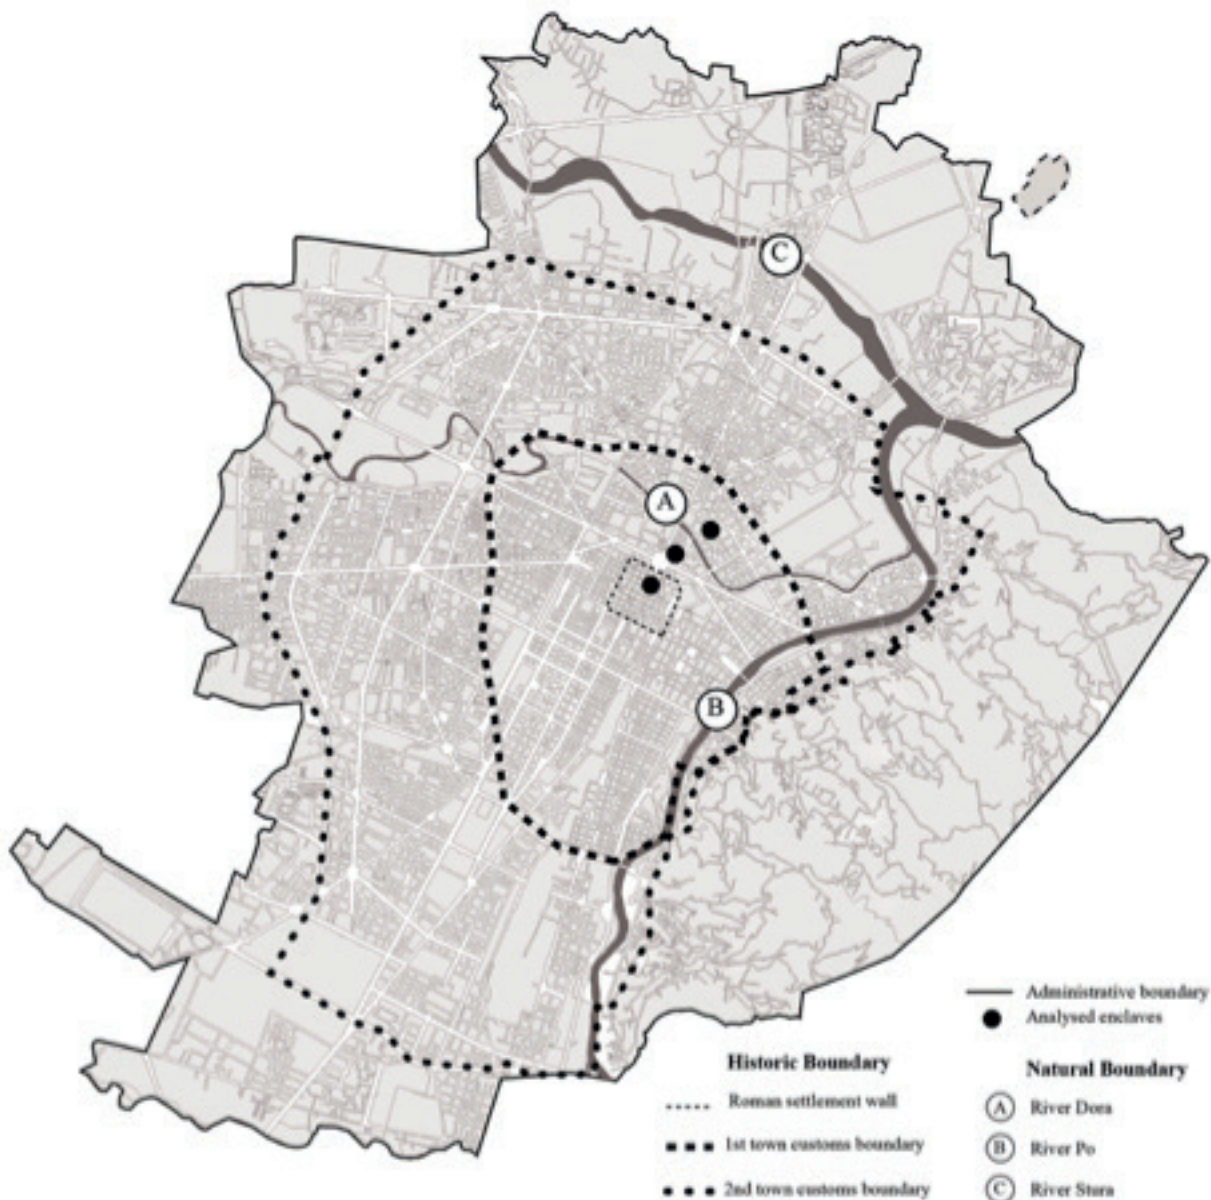 C
A
B
Administrative boundary
Analysed enclaves
Historic Boundary
Roman settlement wall
1st town customs boundary
2nd town customs boundary
Natural Boundary
A River Dora
B River Po
C River Stura